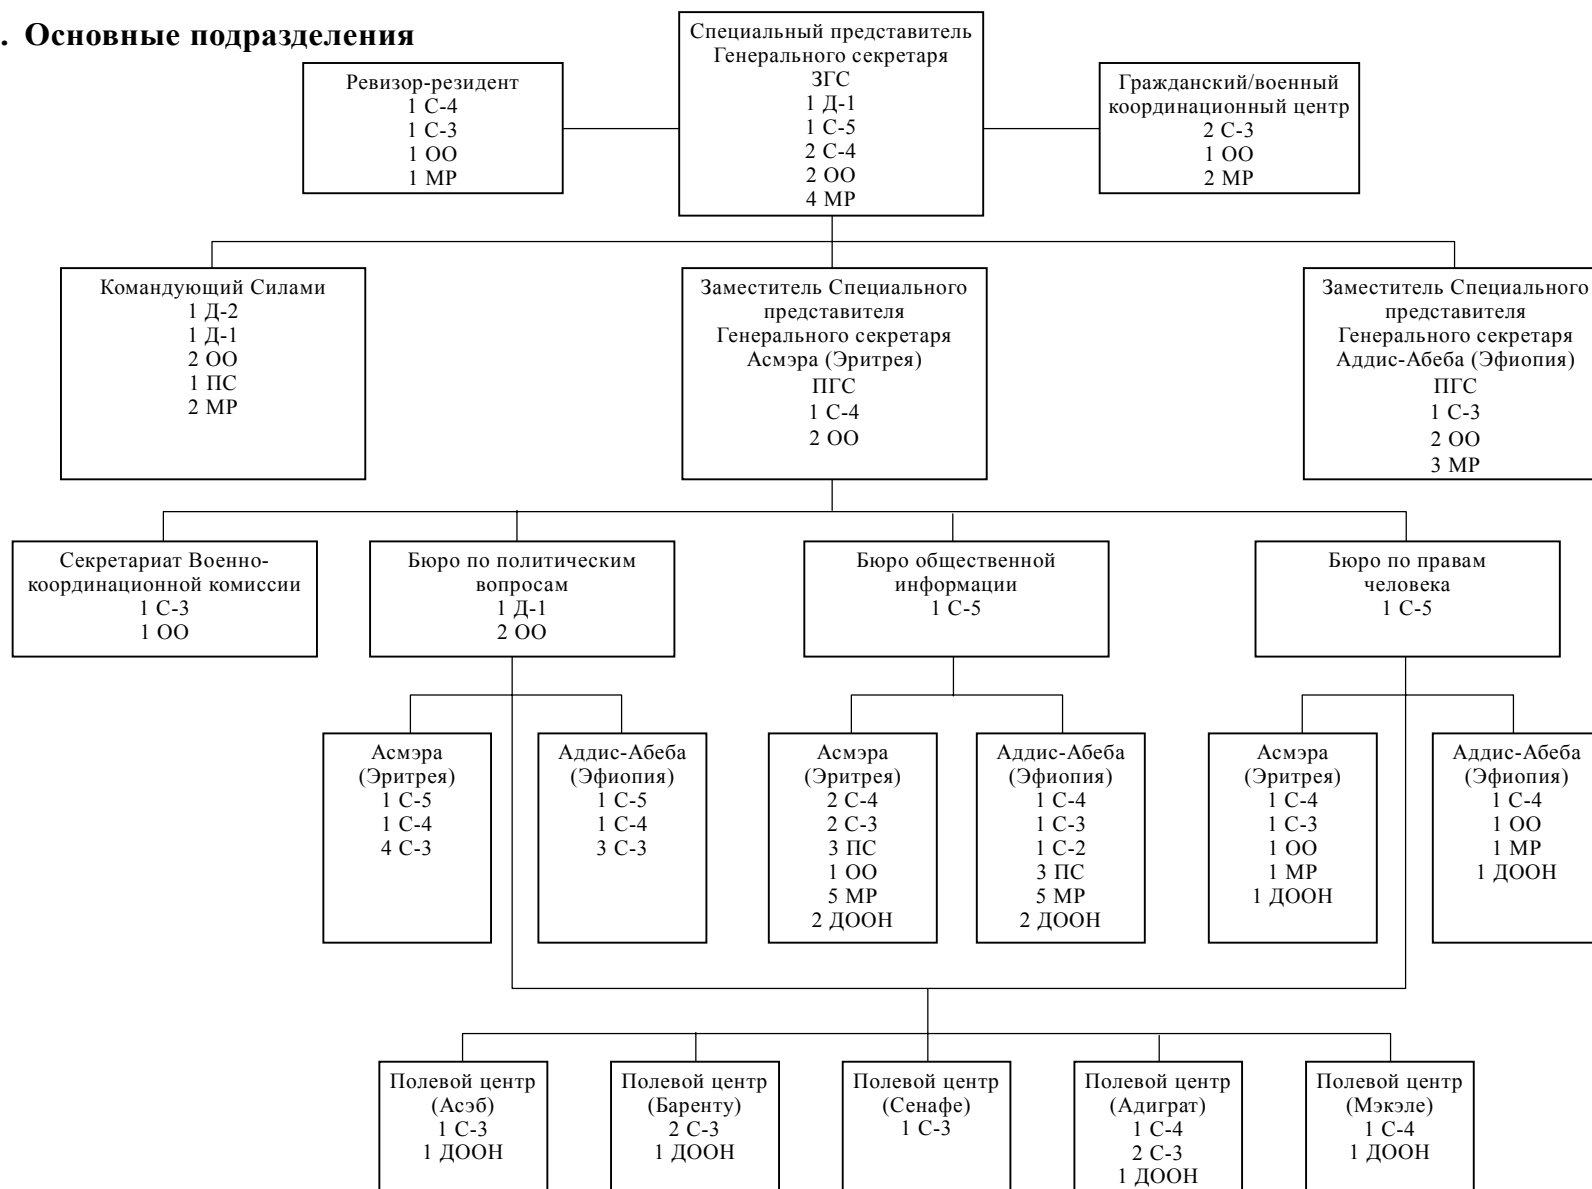 . Основные подразделения
Специальный представитель
Генерального секретаря
ЗГС
1 Д-1
1 С-5
2 С-4
2 ОО
4 МР
Ревизор-резидент
1 С-4
1 С-3
1 ОО
1 МР
Гражданский/военный
координационный центр
2 С-3
1 ОО
2 МР
Командующий Силами
1 Д-2
1 Д-1
2 ОО
1 ПС
2 МР
Заместитель Специального
представителя
Генерального секретаря
Асмэра (Эритрея)
ПГС
1 С-4
2 ОО
Заместитель Специального
представителя
Генерального секретаря
Аддис-Абеба (Эфиопия)
ПГС
1 С-3
2 ОО
3 МР
Секретариат Военно-
координационной комиссии
1 С-3
1 ОО
Бюро по политическим
вопросам
1 Д-1
2 ОО
Бюро общественной
информации
1 С-5
Бюро по правам
человека
1 С-5
Асмэра
(Эритрея)
1 С-5
1 С-4
4 С-3
Аддис-Абеба
(Эфиопия)
1 С-5
1 С-4
3 С-3
Асмэра
(Эритрея)
2 С-4
2 С-3
3 ПС
1 ОО
5 МР
2 ДООН
Аддис-Абеба
(Эфиопия)
1 С-4
1 С-3
1 С-2
3 ПС
5 МР
2 ДООН
Асмэра
(Эритрея)
1 С-4
1 С-3
1 ОО
1 МР
1 ДООН
Аддис-Абеба
(Эфиопия)
1 С-4
1 ОО
1 МР
1 ДООН
Полевой центр
(Асэб)
1 С-3
1 ДООН
Полевой центр
(Баренту)
2 С-3
1 ДООН
Полевой центр
(Сенафе)
1 С-3
Полевой центр
(Адиграт)
1 С-4
2 С-3
1 ДООН
Полевой центр
(Мэкэле)
1 С-4
1 ДООН